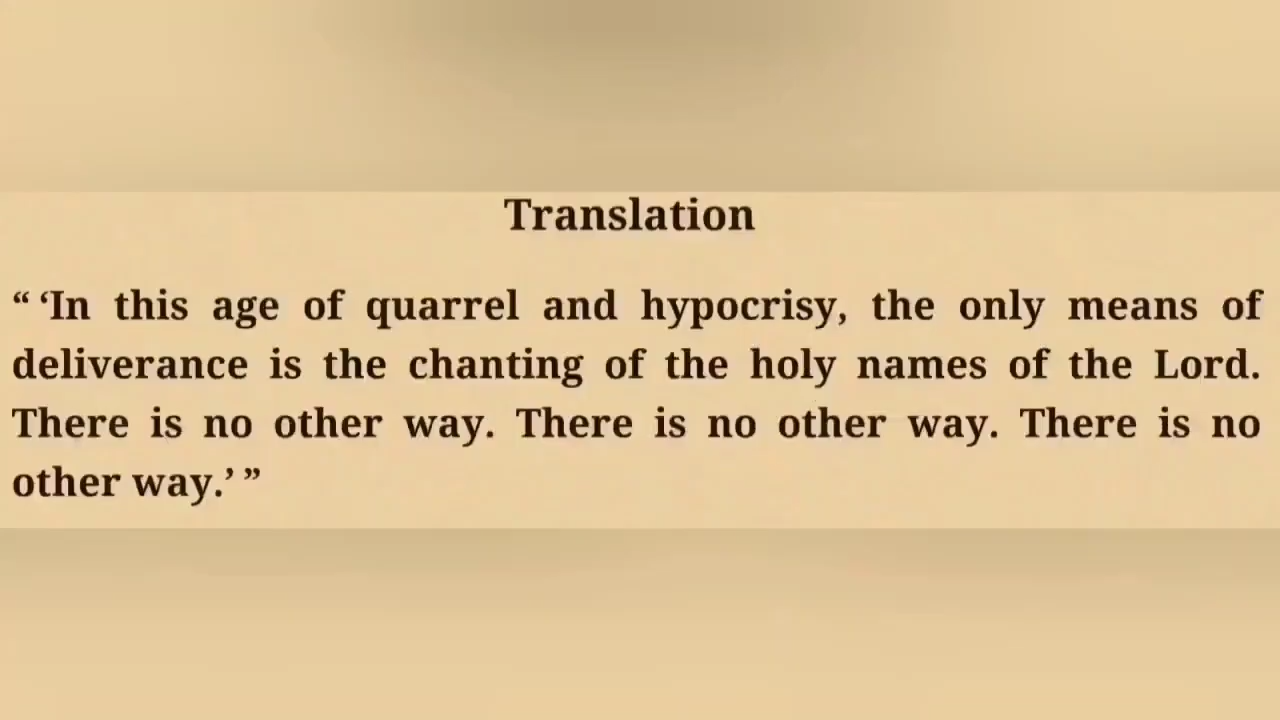 Translation
“ ‘In this age of quarrel and hypocrisy, the only means of
deliverance is the chanting of the holy names of the Lord.
There is no other way. There is no other way. There is no
other way.’ ”